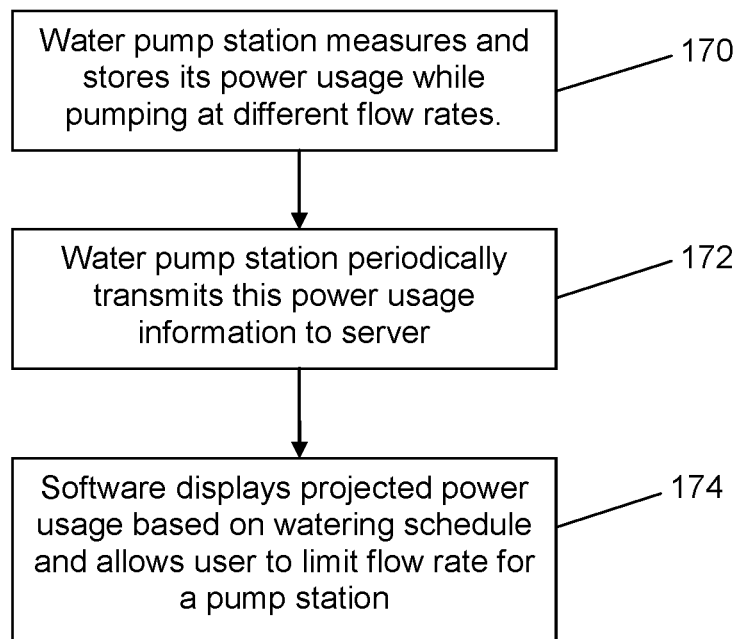 Water pump station measures and
stores its power usage while
pumping at different flow rates.
170
Water pump station periodically
transmits this power usage
information to server
172
Software displays projected power
usage based on watering schedule
and allows user to limit flow rate for
a pump station
174